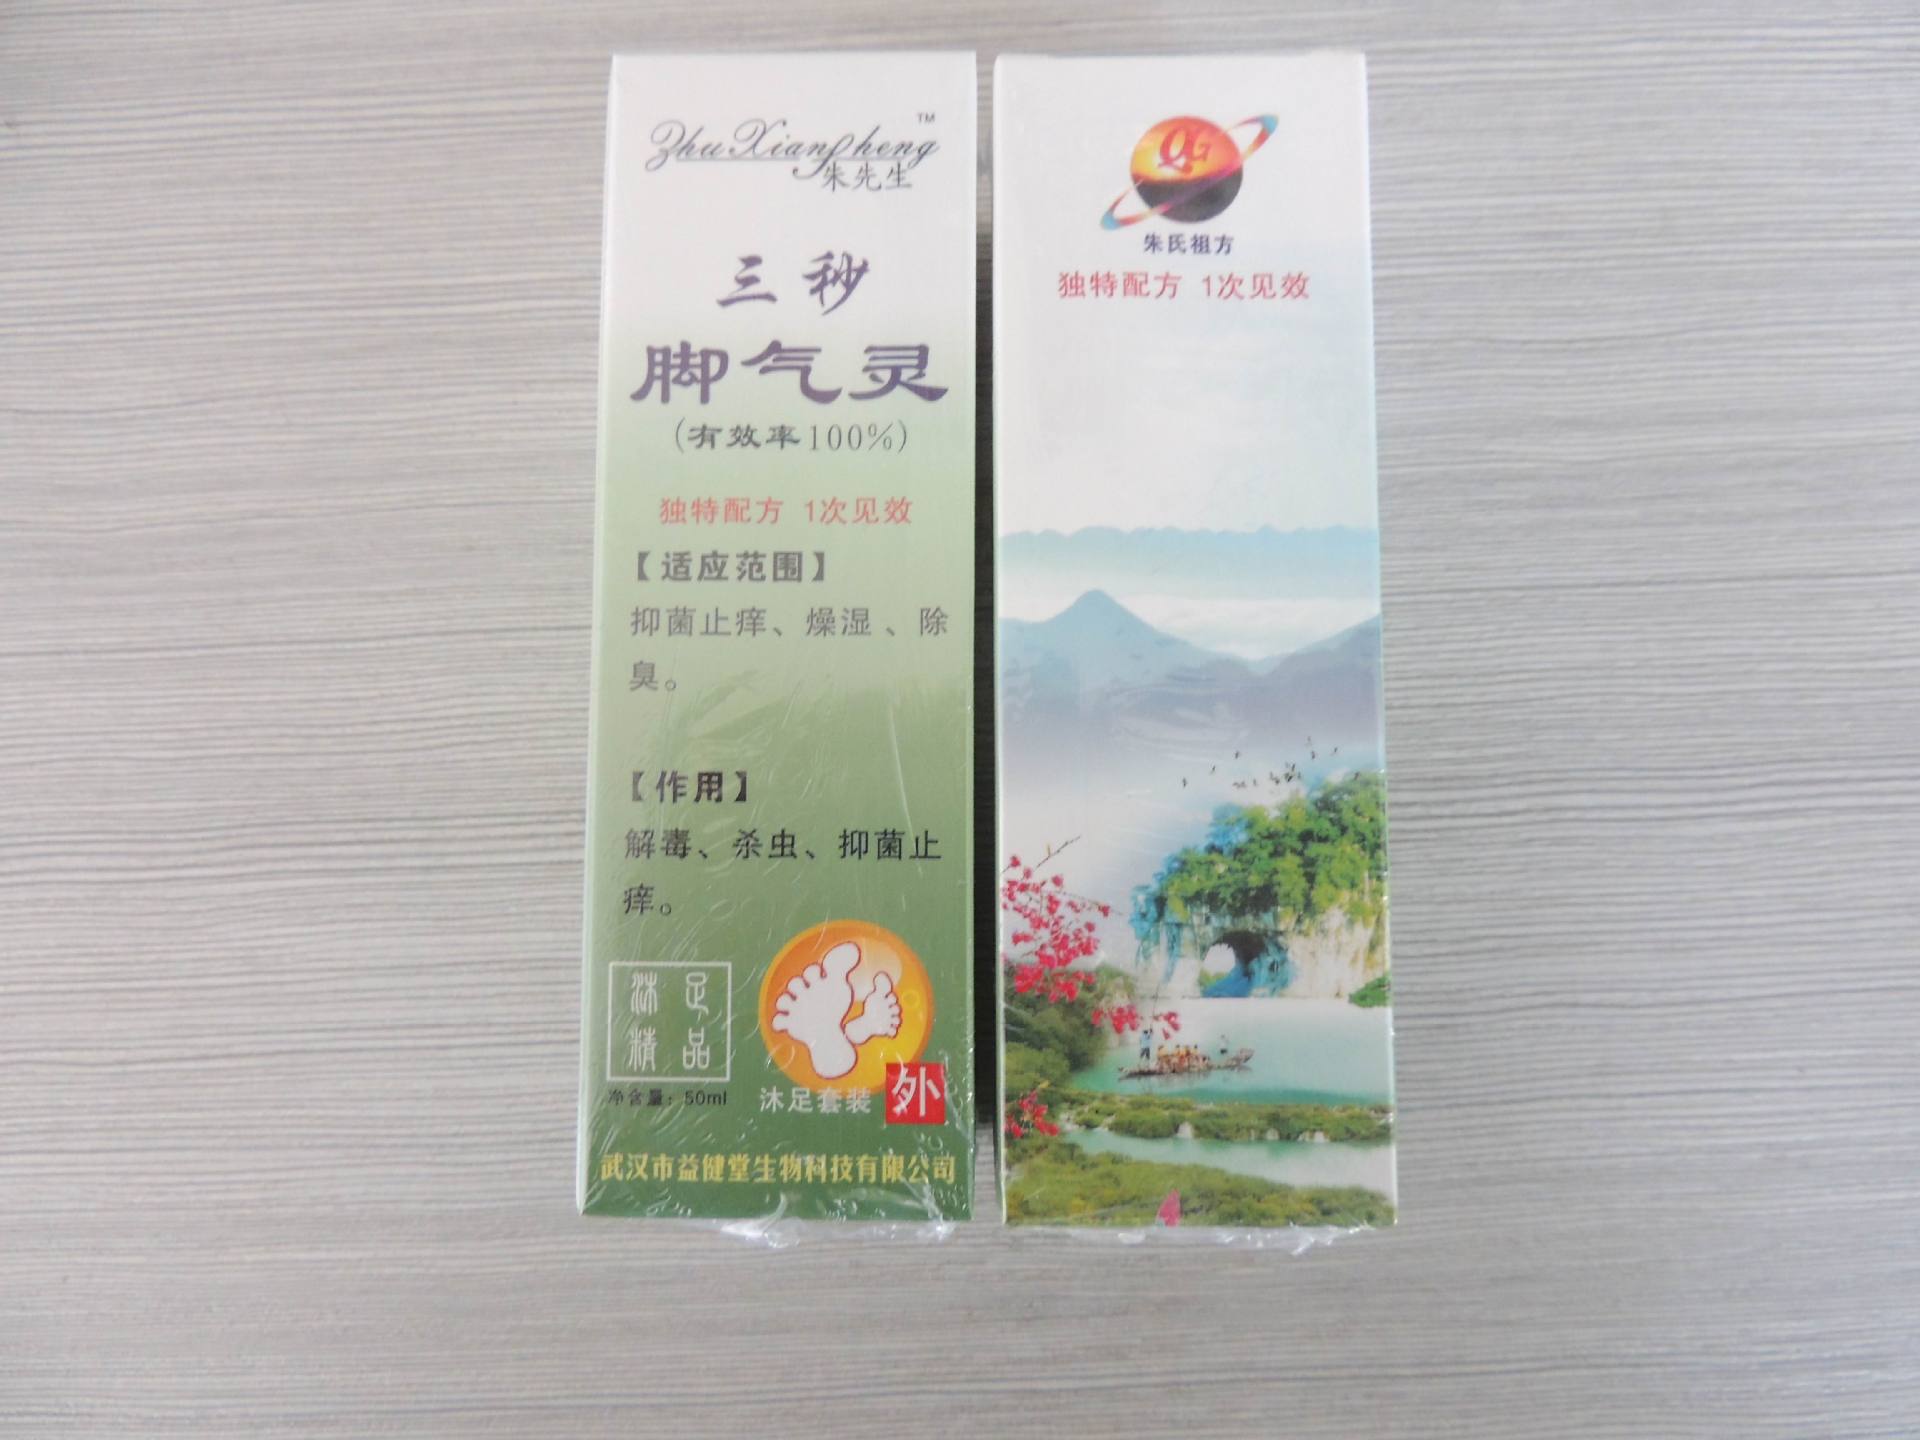 Zhu Xiansheng TM
朱先生
三秒
脚气灵
(有效率100%)
独特配方 1次见效
【适应范围】
抑菌止痒、燥湿、除
臭。
【作用】
解毒、杀虫、抑菌止
痒。
沐足
精品
净含量：50ml
沐足套装
外
武汉市益健堂生物科技有限公司
QG
朱氏祖方
独特配方 1次见效